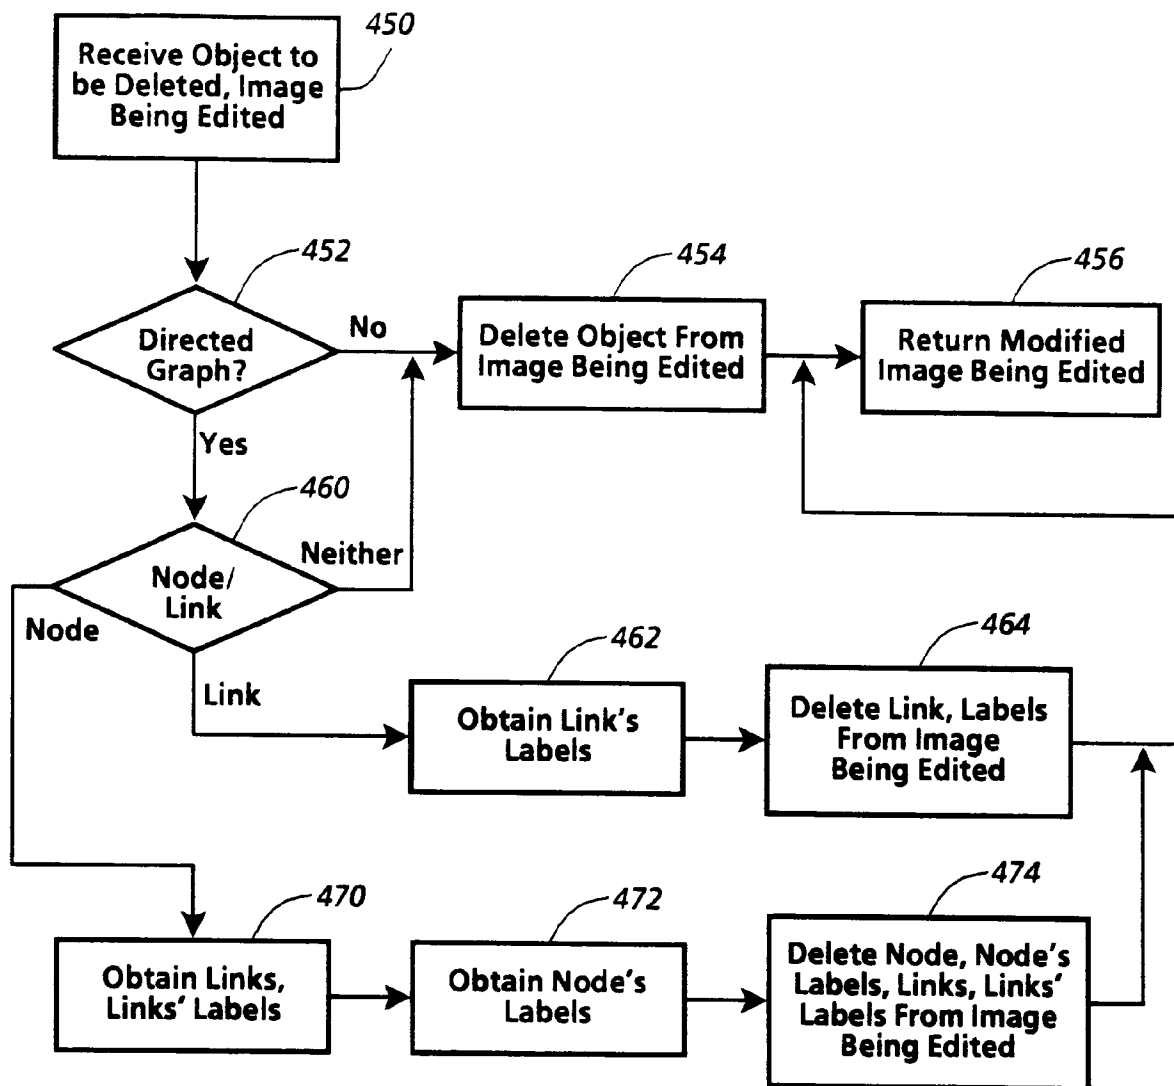 450
Receive Object to
be Deleted, Image
Being Edited
452
454
456
Directed
Graph?
No
Delete Object From
Image Being Edited
Return Modified
Image Being Edited
Yes
460
Node/
Link
Neither
Node
Link
462
464
Obtain Link's
Labels
Delete Link, Labels
From Image
Being Edited
470
472
474
Obtain Links,
Links' Labels
Obtain Node's
Labels
Delete Node, Node's
Labels, Links, Links'
Labels From Image
Being Edited